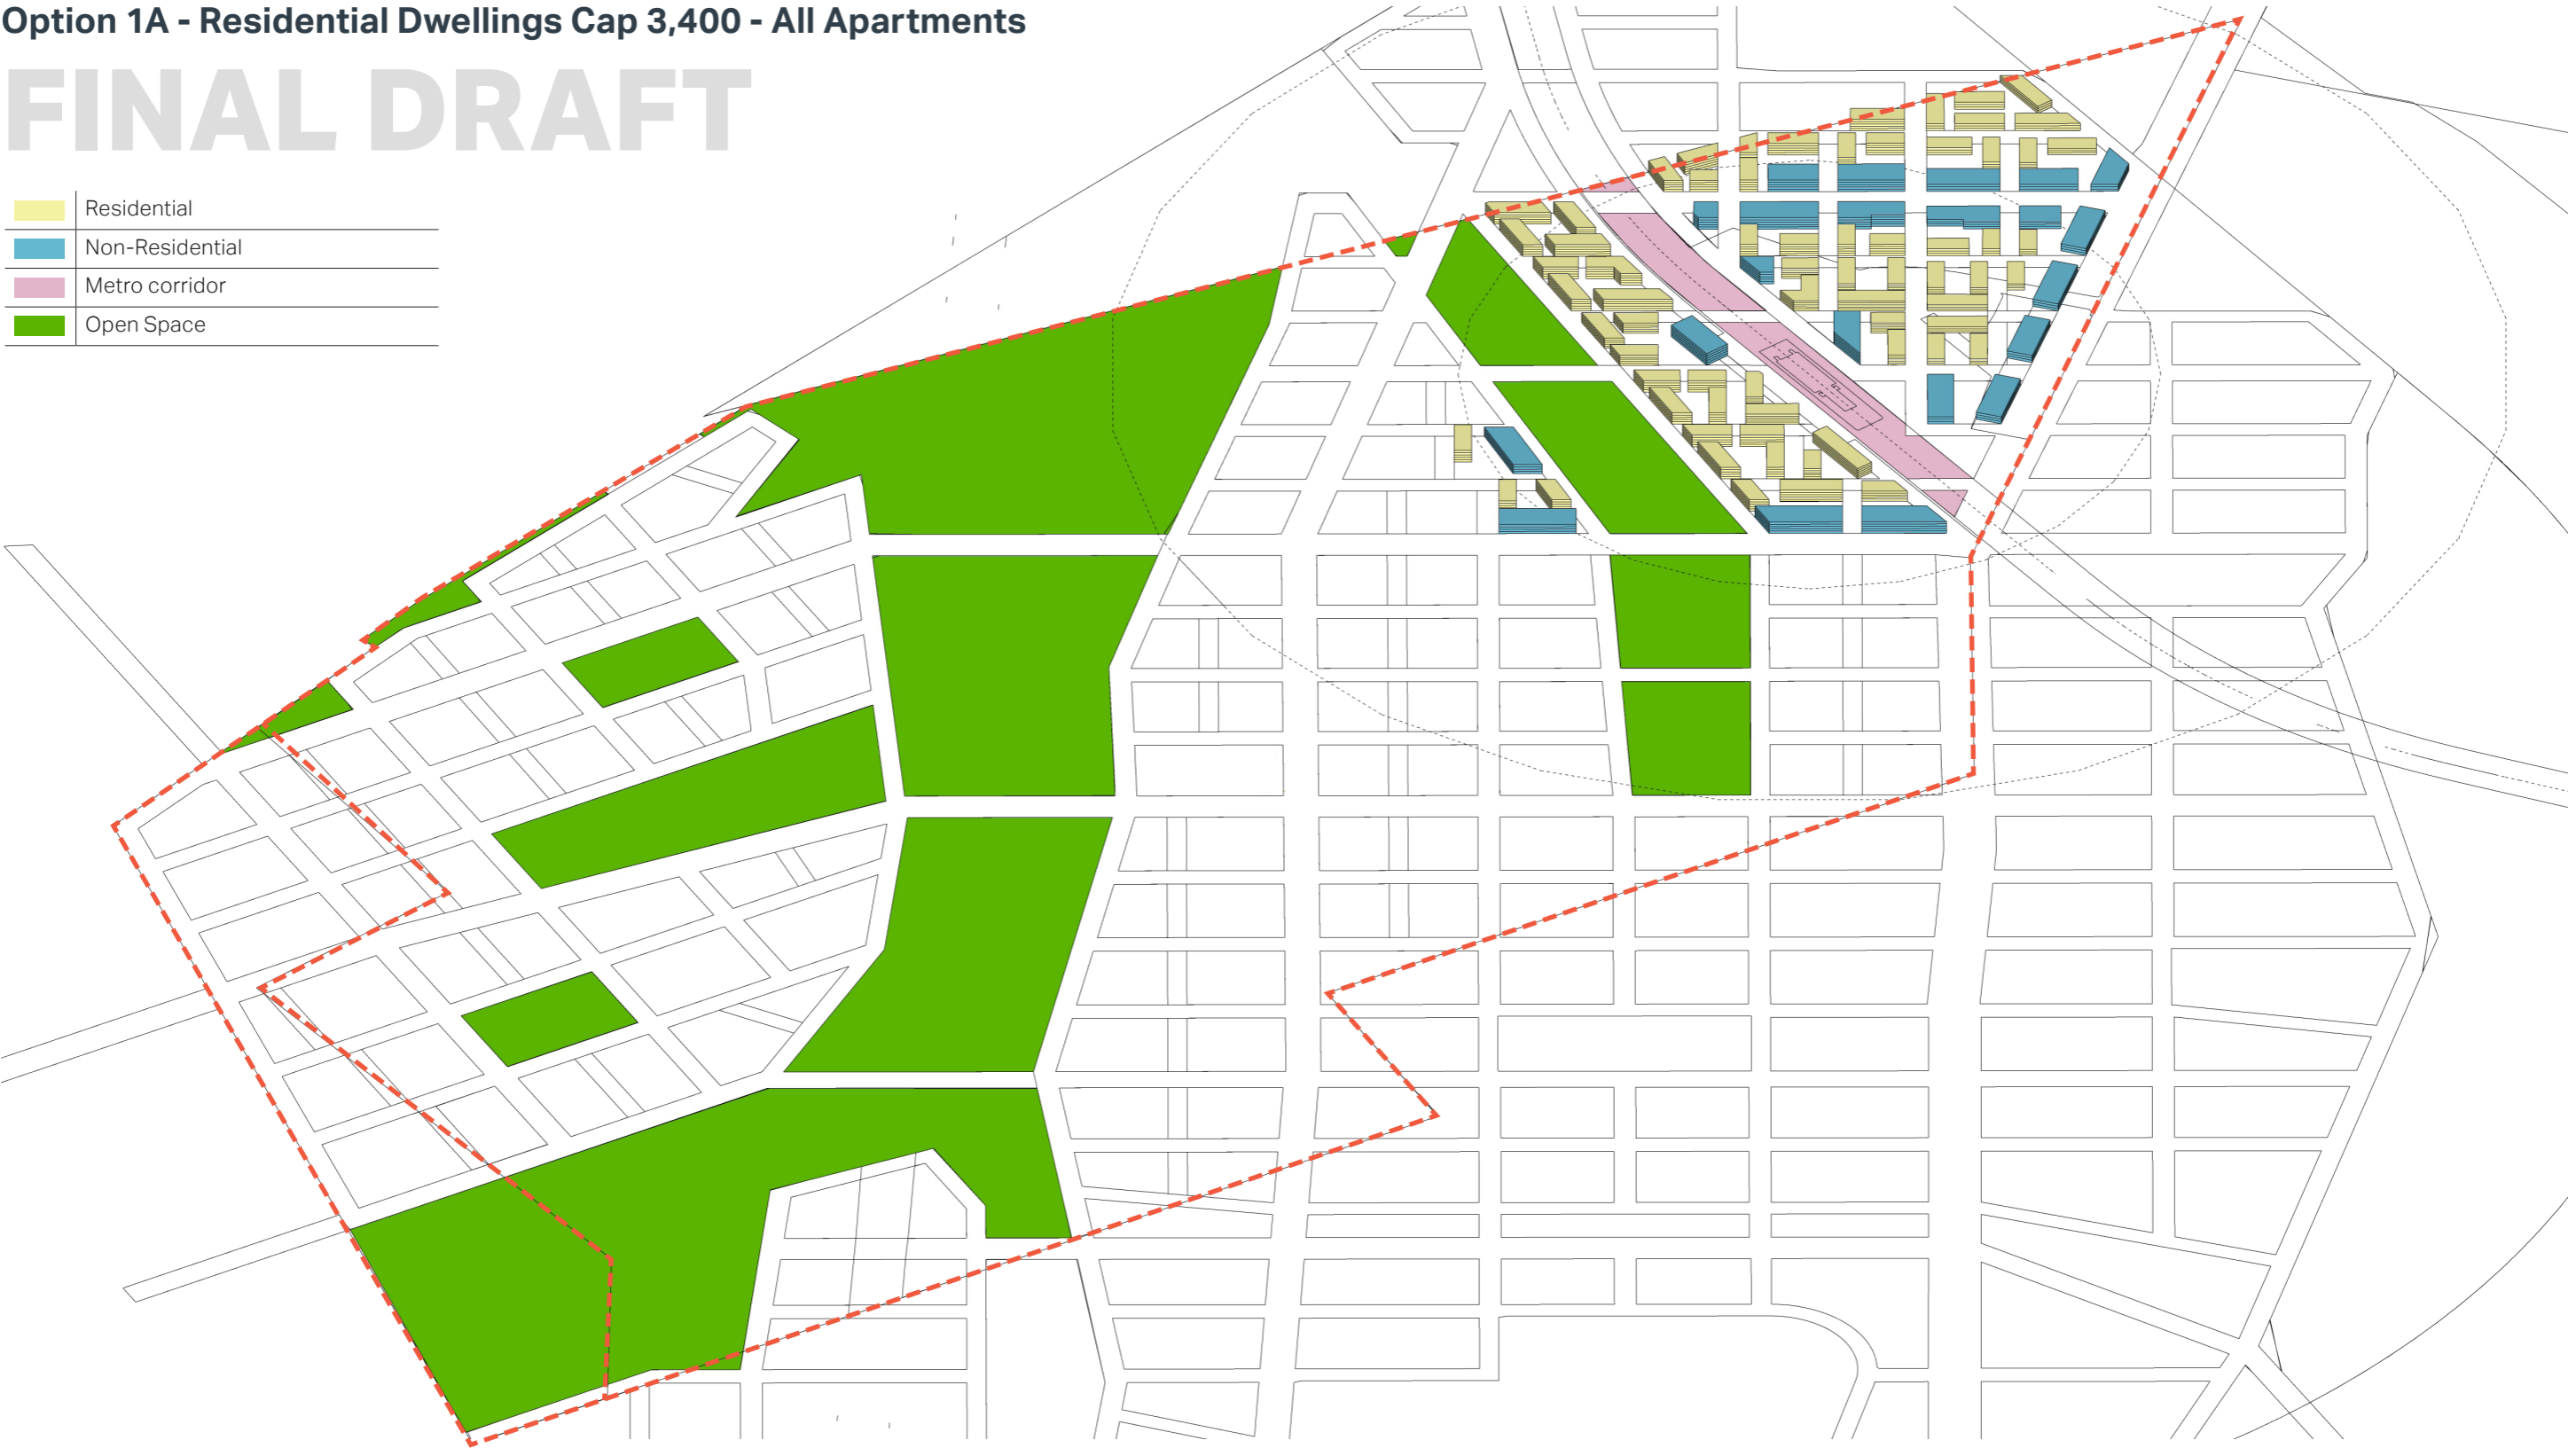 Option 1A - Residential Dwellings Cap 3,400 - All Apartments
FINAL DRAFT
Residential
Non-Residential
Metro corridor
Open Space